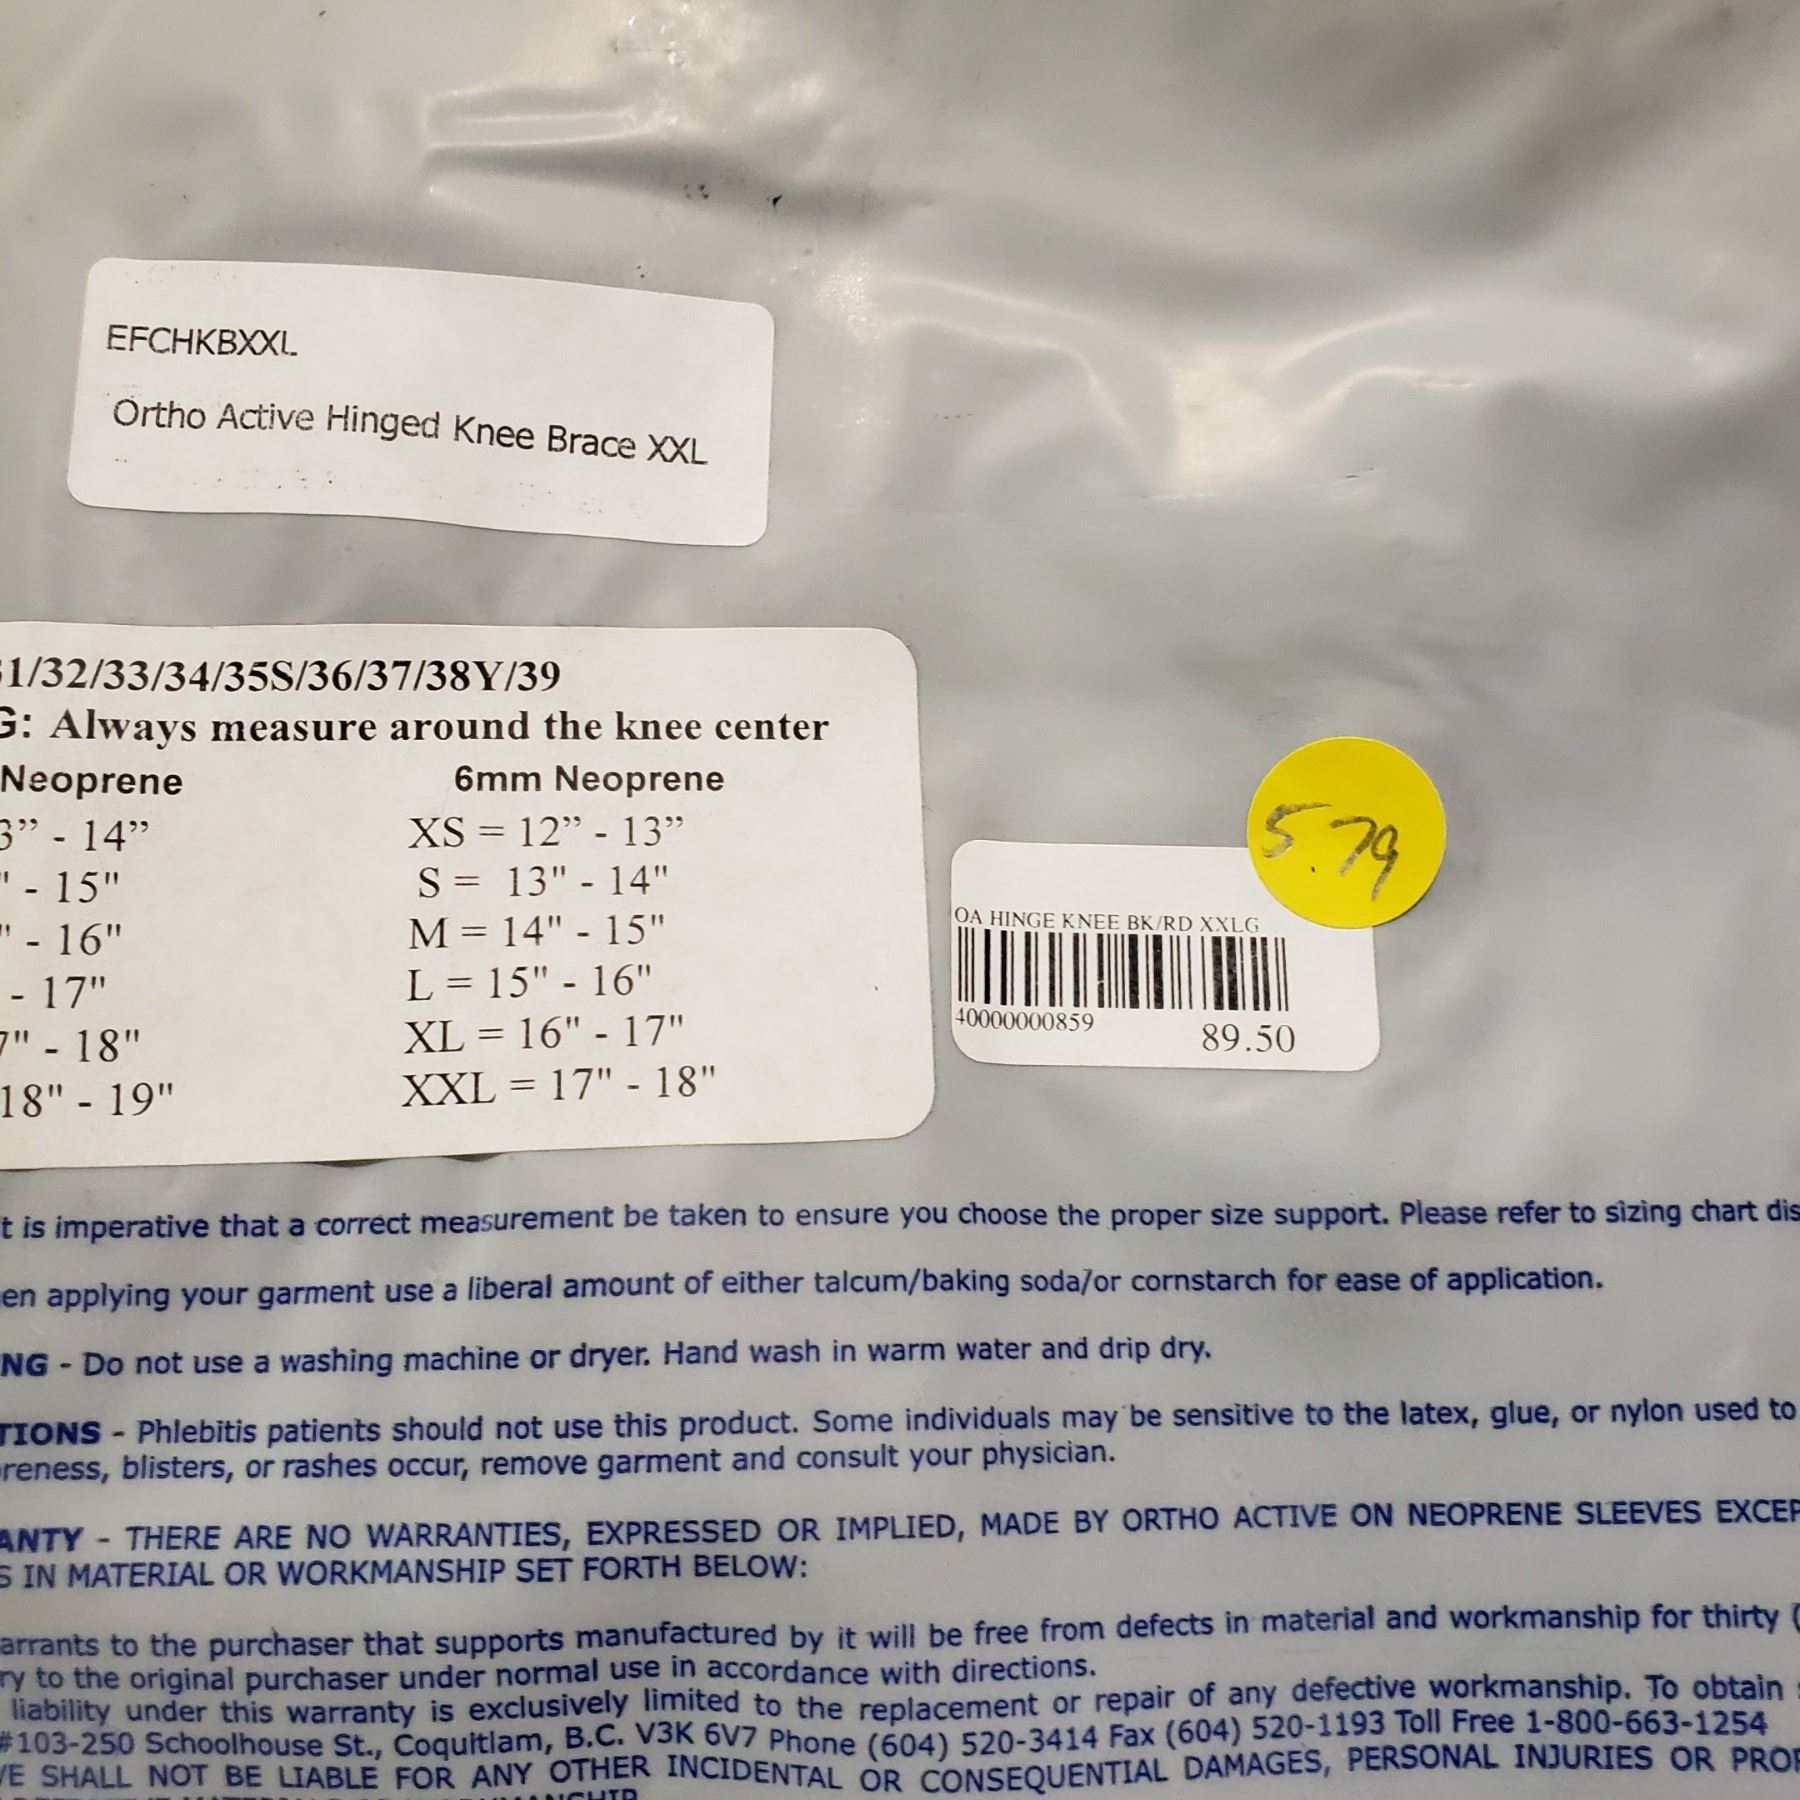 EFCHKBXXL
Ortho Active Hinged Knee Brace XXL
1/32/33/34/35S/36/37/38Y/39
G: Always measure around the knee center
Neoprene 6mm Neoprene
3” - 14” XS = 12” - 13”
" - 15" S = 13" - 14"
" - 16" M = 14" - 15"
- 17" L = 15" - 16"
7" - 18" XL = 16" - 17"
18" - 19" XXL = 17" - 18"
5.79
OA HINGE KNEE BK/RD XXLG
40000000859
89.50
t is imperative that a correct measurement be taken to ensure you choose the proper size support. Please refer to sizing chart dis
en applying your garment use a liberal amount of either talcum/baking soda/or cornstarch for ease of application.
NG - Do not use a washing machine or dryer. Hand wash in warm water and drip dry.
TIONS - Phlebitis patients should not use this product. Some individuals may be sensitive to the latex, glue, or nylon used to
reness, blisters, or rashes occur, remove garment and consult your physician.
ANTY - THERE ARE NO WARRANTIES, EXPRESSED OR IMPLIED, MADE BY ORTHO ACTIVE ON NEOPRENE SLEEVES EXCEP
S IN MATERIAL OR WORKMANSHIP SET FORTH BELOW:
arrants to the purchaser that supports manufactured by it will be free from defects in material and workmanship for thirty (
ry to the original purchaser under normal use in accordance with directions.
liability under this warranty is exclusively limited to the replacement or repair of any defective workmanship. To obtain
#103-250 Schoolhouse St., Coquitlam, B.C. V3K 6V7 Phone (604) 520-3414 Fax (604) 520-1193 Toll Free 1-800-663-1254
VE SHALL NOT BE LIABLE FOR ANY OTHER INCIDENTAL OR CONSEQUENTIAL DAMAGES, PERSONAL INJURIES OR PROP